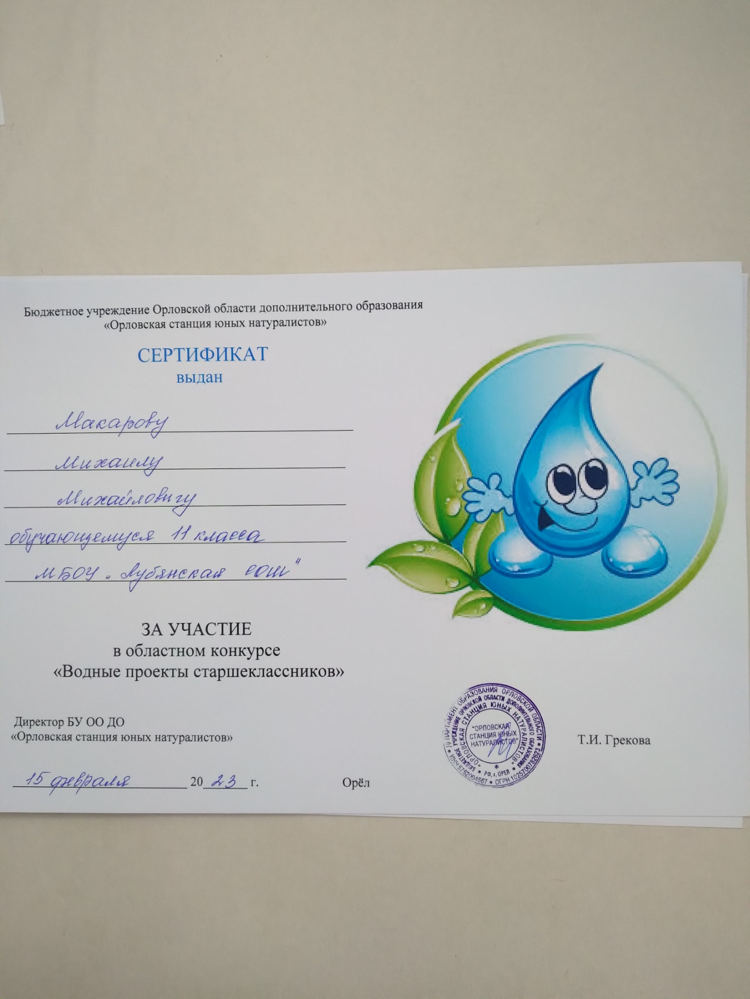 Бюджетное учреждение Орловской области дополнительного образования
«Орловская станция юных натуралистов»
СЕРТИФИКАТ
выдан
Макарову
Михаилу
Михайловичу
обучающемуся 11 класса
МБОУ „Лубянская сош"
ЗА УЧАСТИЕ
в областном конкурсе
«Водные проекты старшеклассников»
Директор БУ ОО ДО
«Орловская станция юных натуралистов»
Т.И. Грекова
15 февраля 2023 г.
Орёл
ДЕПАРТАМЕНТ ОБРАЗОВАНИЯ ОРЛОВСКОЙ ОБЛАСТИ * ОГРН 1025700782623 * ИНН 5752004667 *
БЮДЖЕТНОЕ УЧРЕЖДЕНИЕ ОРЛОВСКОЙ ОБЛАСТИ ДОПОЛНИТЕЛЬНОГО ОБРАЗОВАНИЯ * РФ, г. ОРЕЛ *
"ОРЛОВСКАЯ СТАНЦИЯ ЮНЫХ НАТУРАЛИСТОВ" *
"ОРЛОВСКАЯ
СТАНЦИЯ ЮНЫХ
НАТУРАЛИСТОВ"